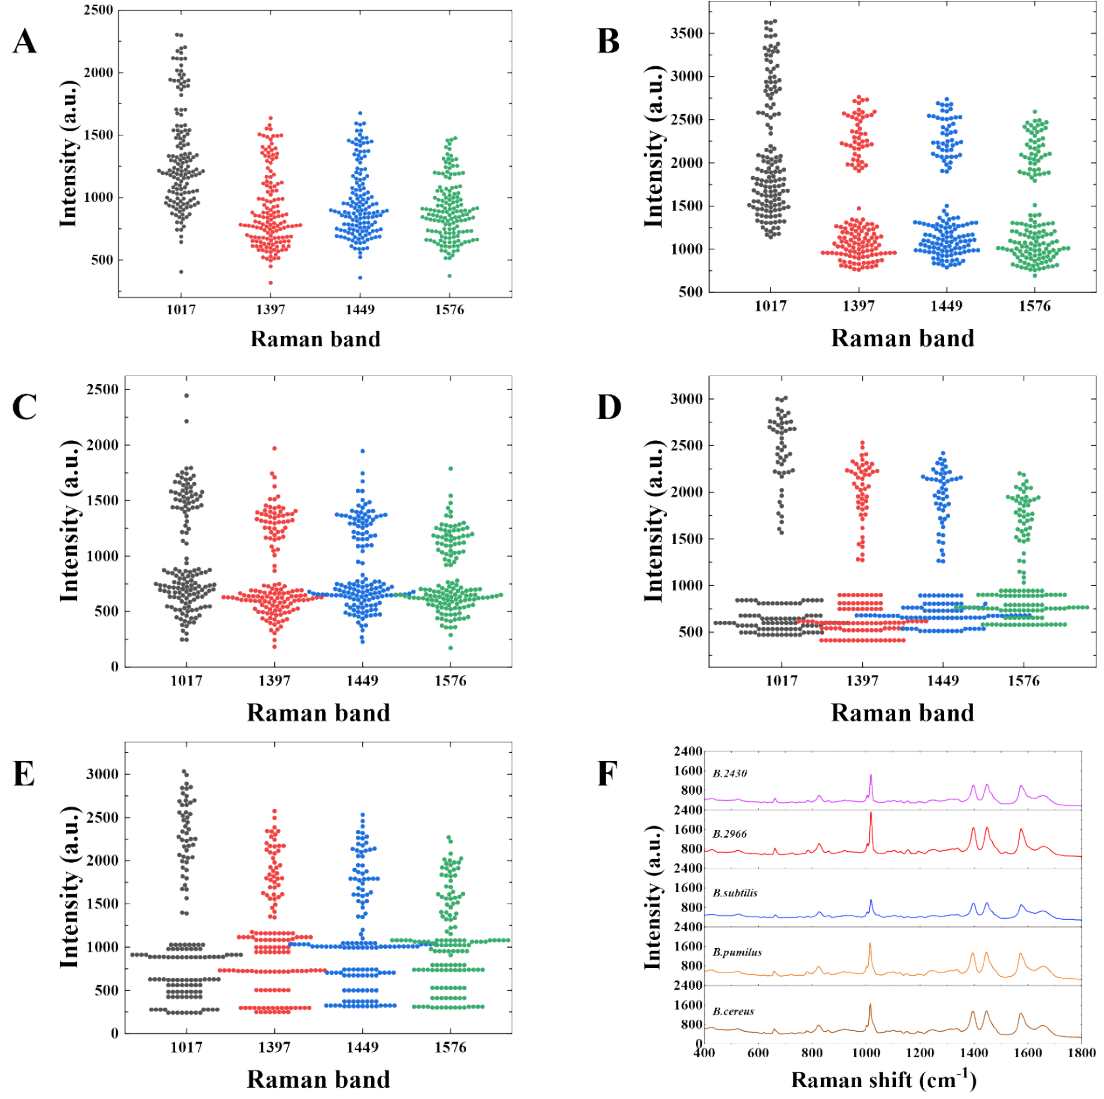 A
Intensity (a.u.)
2500
2000
1500
1000
500
1017 1397 1449 1576
Raman band
B
Intensity (a.u.)
3500
3000
2500
2000
1500
1000
500
1017 1397 1449 1576
Raman band
C
Intensity (a.u.)
2500
2000
1500
1000
500
0
1017 1397 1449 1576
Raman band
D
Intensity (a.u.)
3000
2500
2000
1500
1000
500
1017 1397 1449 1576
Raman band
E
Intensity (a.u.)
3000
2500
2000
1500
1000
500
0
1017 1397 1449 1576
Raman band
F
Intensity (a.u.)
2400
1600
800
2400
1600
800
2400
1600
800
2400
1600
800
2400
1600
800
0
B.2430
B.2966
B.subtilis
B.pumilus
B.cereus
400 600 800 1000 1200 1400 1600 1800
Raman shift (cm-1)